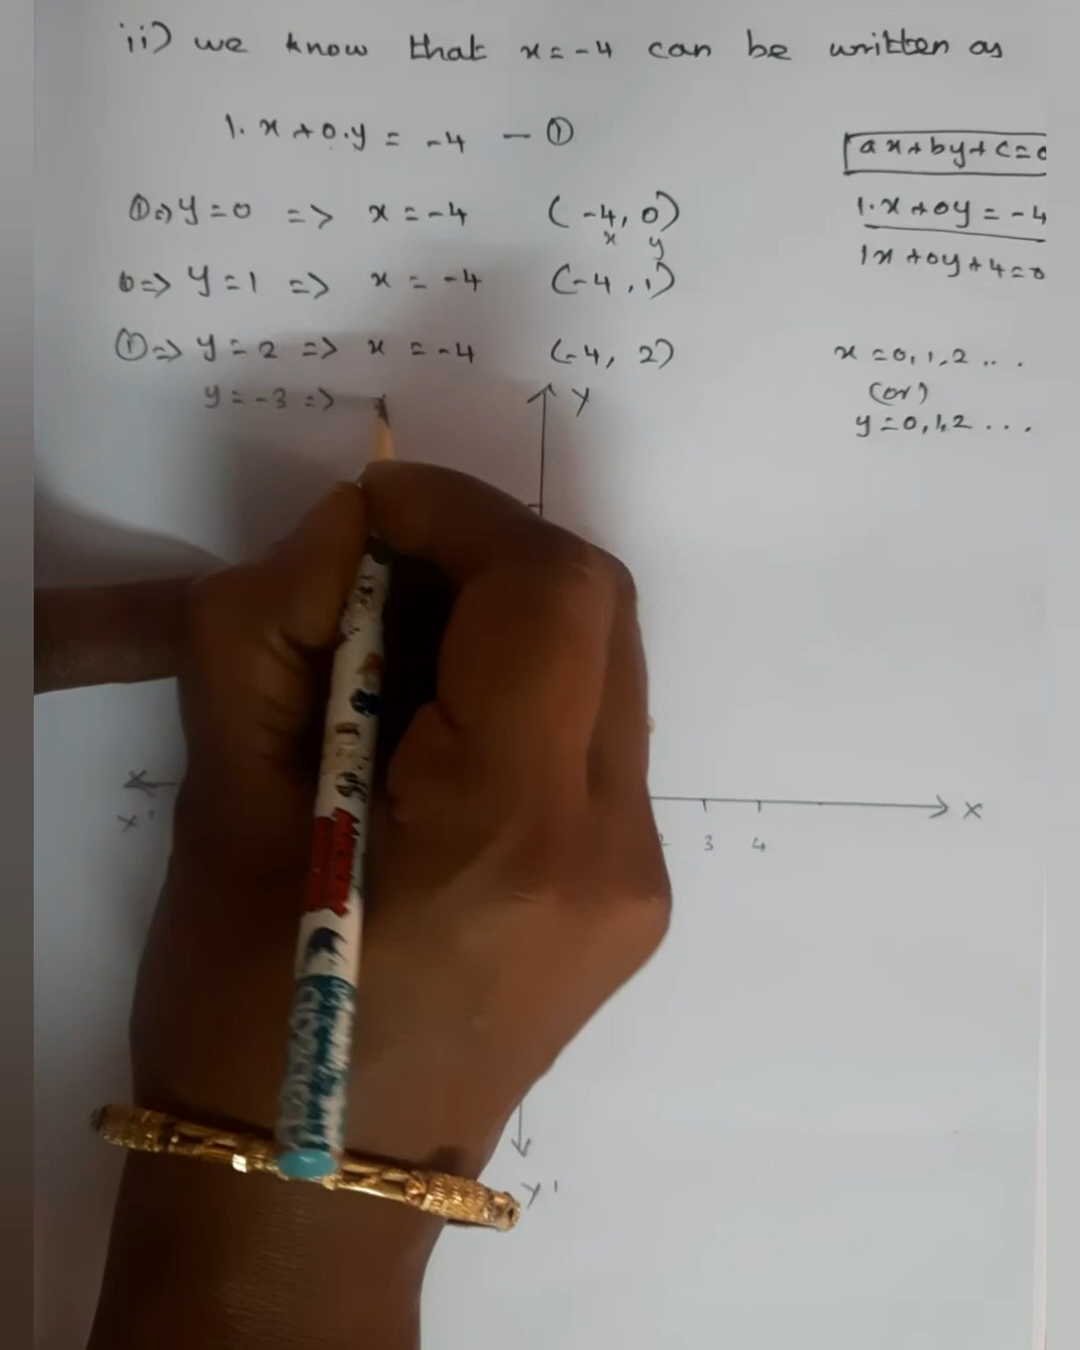 ii) we know that x = -4 can be written as
1. x + 0.y = -4 — ①
ax + by + c = 0
①=> y = 0 => x = -4 (-4, 0)
x y
1.x + 0y = -4
1x + 0y + 4 = 0
①=> y = 1 => x = -4 (-4, 1)
①=> y = 2 => x = -4 (-4, 2)
x = 0, 1, 2 ...
y = -3 => x
(or)
y = 0, 1, 2 ...
Y
X
X'
3 4
Y'